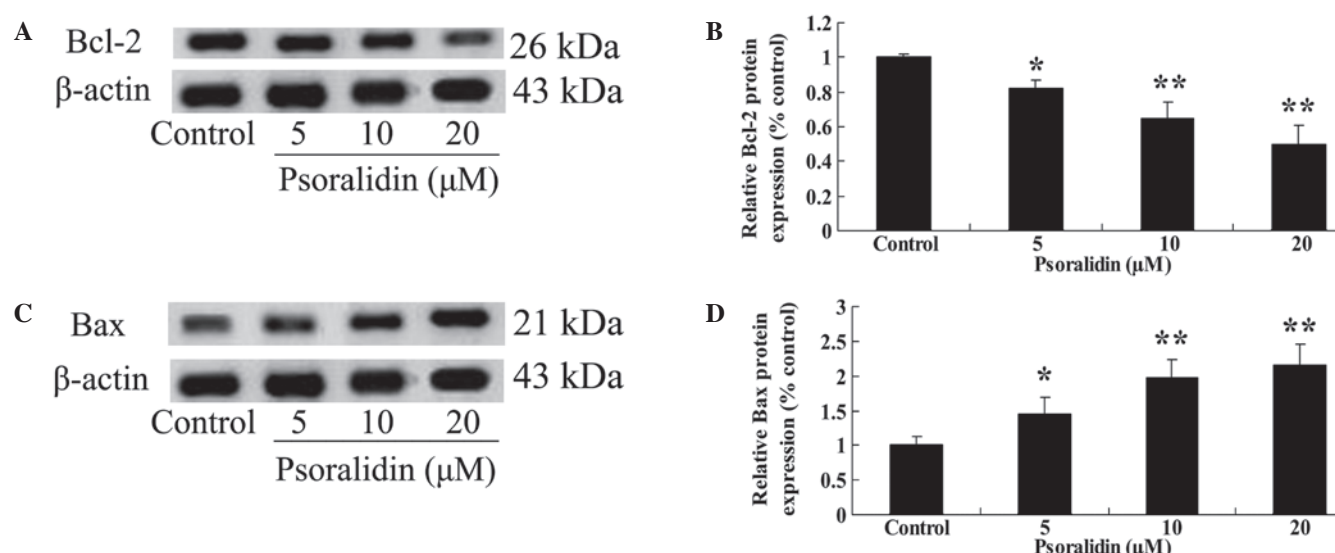 A
Bcl-2
26 kDa
β-actin
43 kDa
Control 5 10 20
Psoralidin (μM)
B
Relative Bcl-2 protein
expression (% control)
1.2
1
0.8
0.6
0.4
0.2
0
*
**
**
Control 5 10 20
Psoralidin (μM)
C
Bax
21 kDa
β-actin
43 kDa
Control 5 10 20
Psoralidin (μM)
D
Relative Bax protein
expression (% control)
3
2.5
2
1.5
1
0.5
0
*
**
**
Control 5 10 20
Psoralidin (μM)